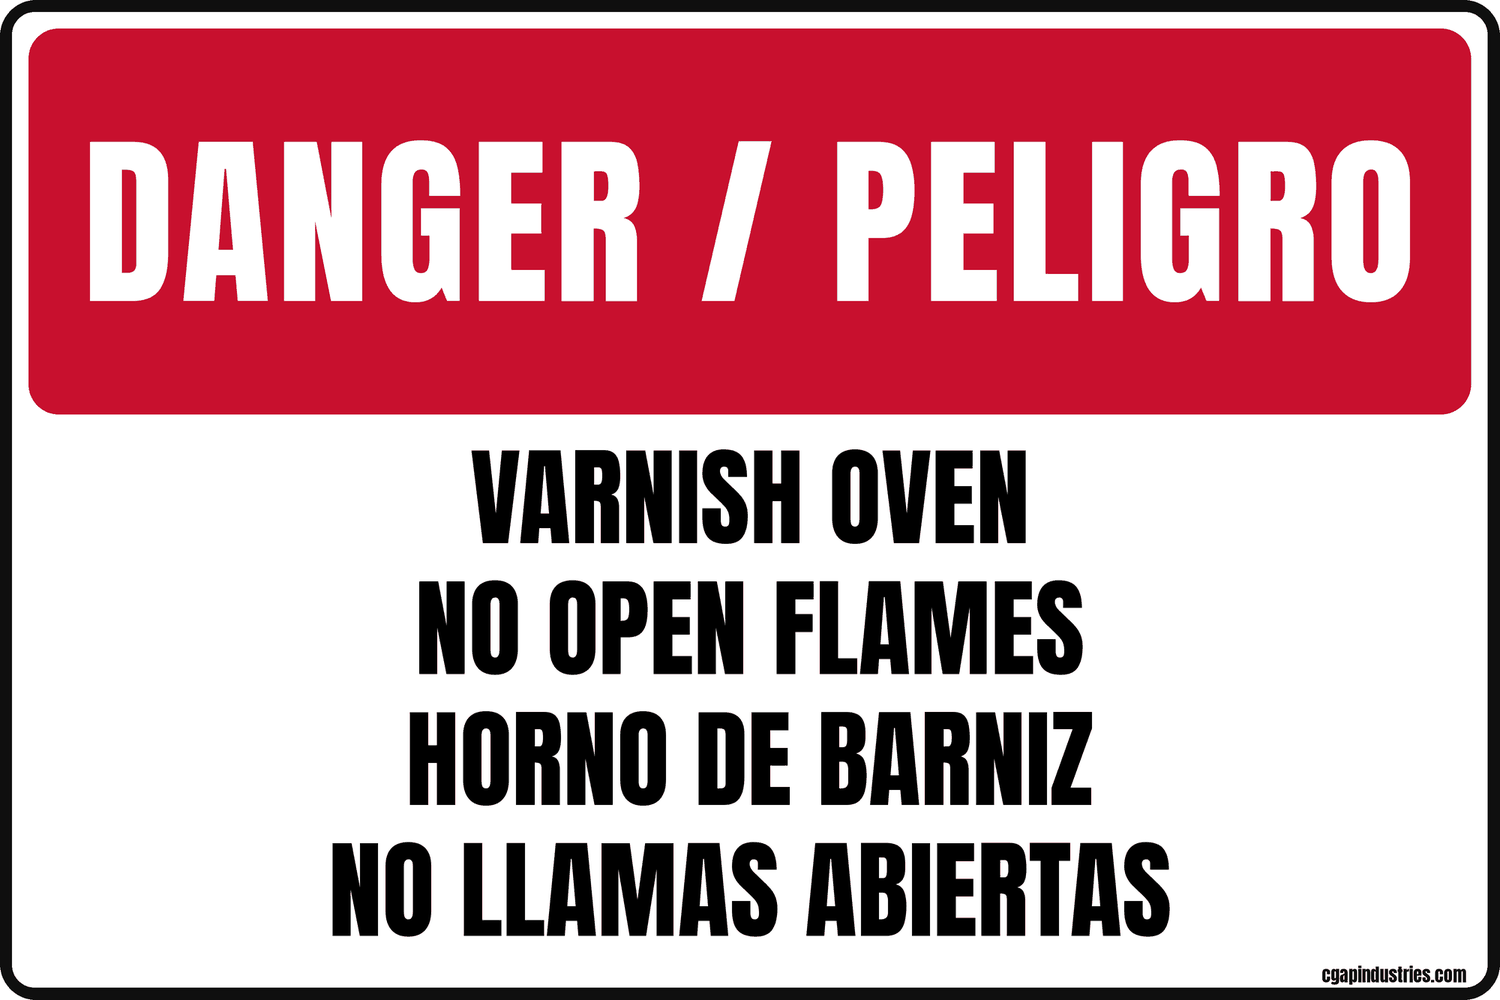 DANGER / PELIGRO
VARNISH OVEN
NO OPEN FLAMES
HORNO DE BARNIZ
NO LLAMAS ABIERTAS
cgapindustries.com